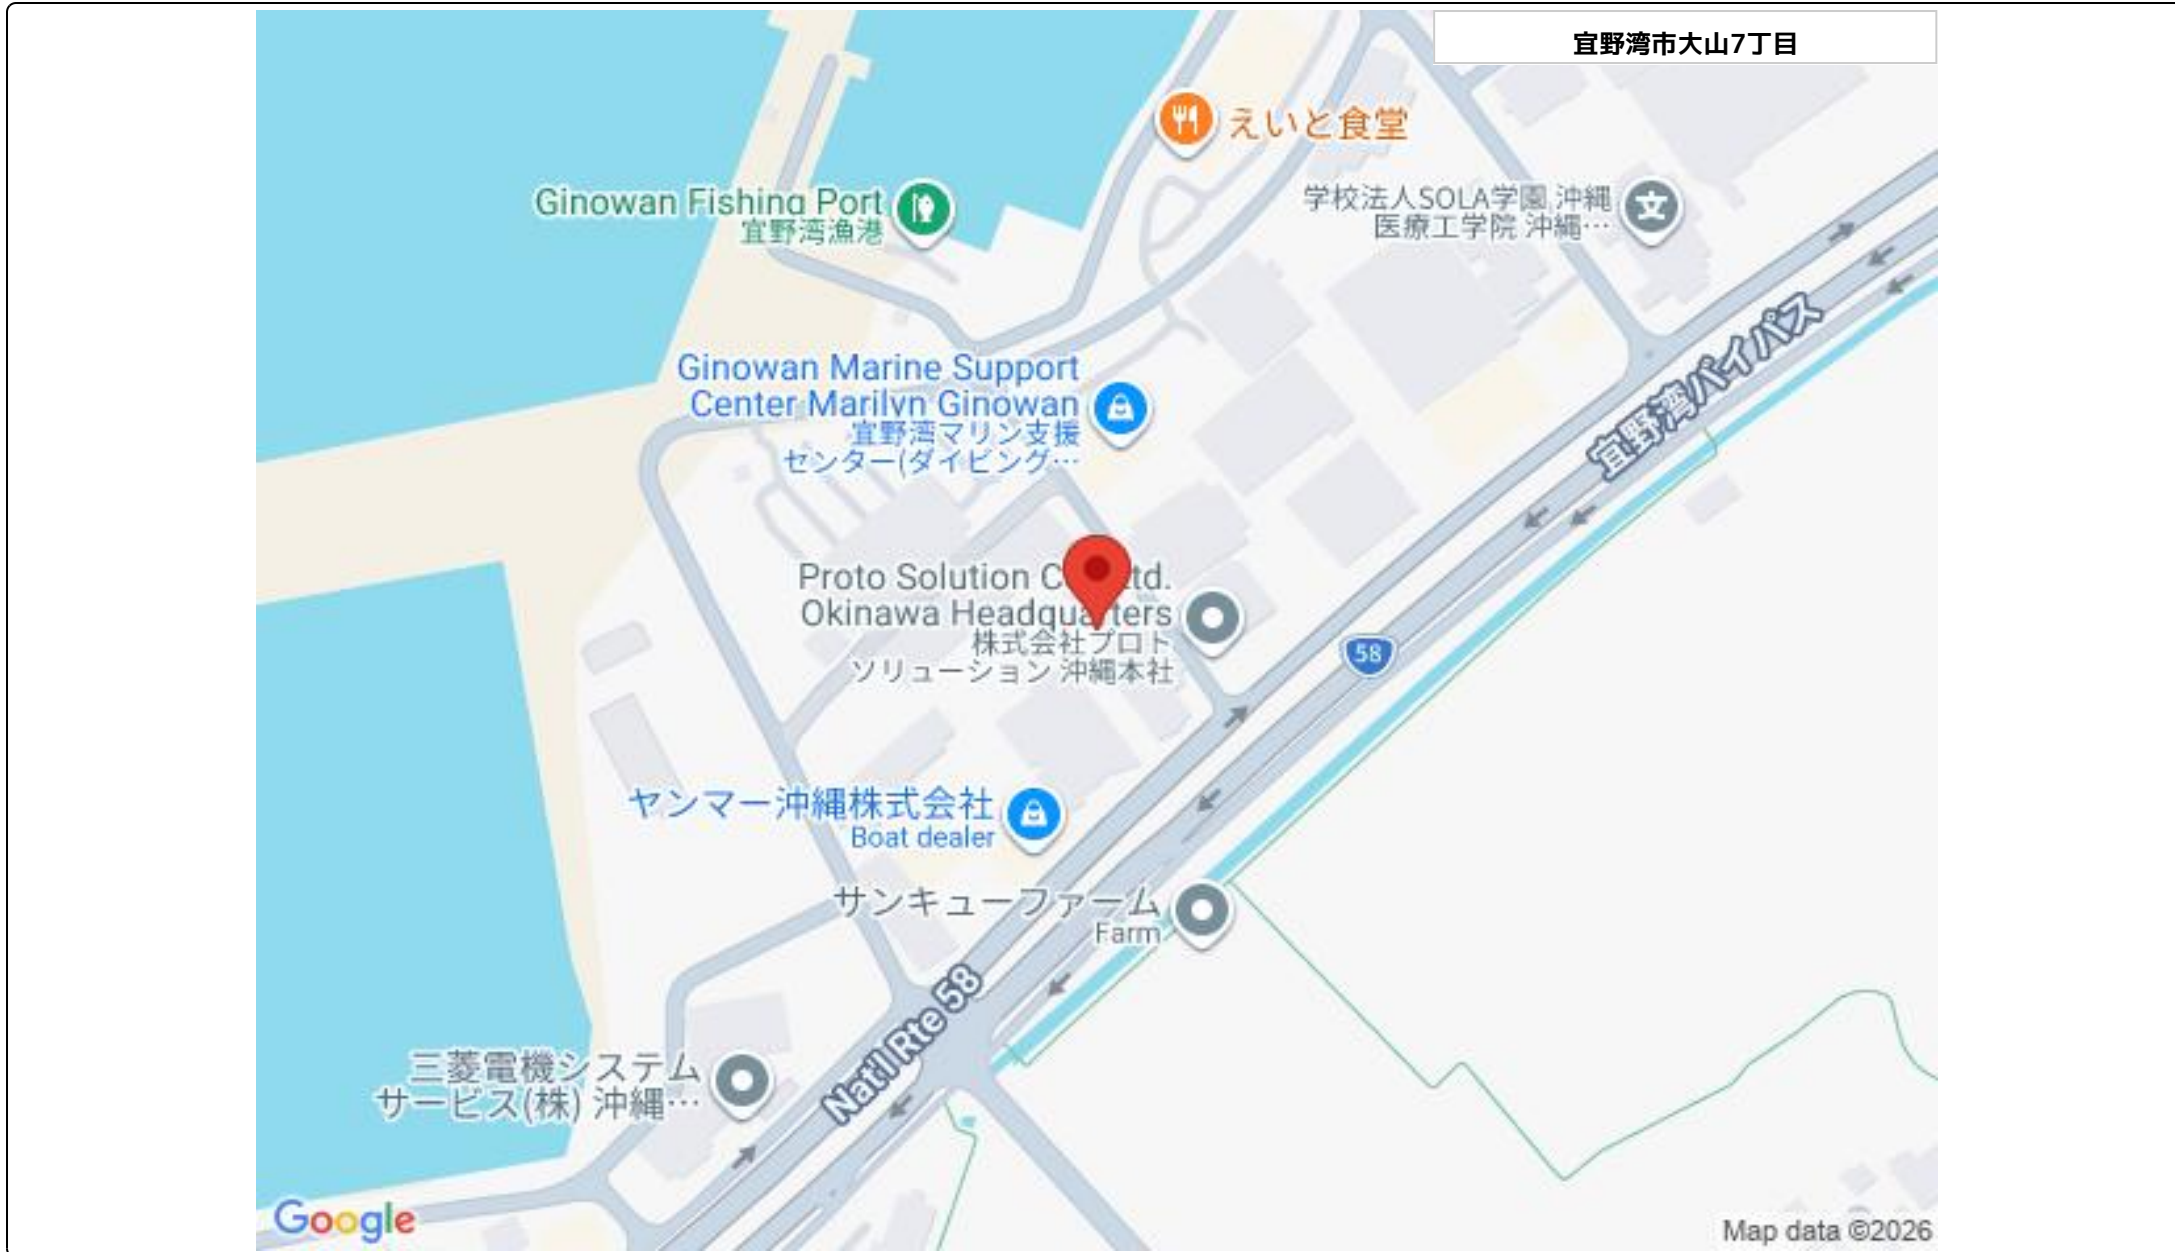 宜野湾市大山7丁目
えいと食堂
Ginowan Fishing Port
宜野湾漁港
学校法人SOLA学園 沖縄
医療工学院 沖縄…
宜野湾バイパス
Ginowan Marine Support
Center Marilyn Ginowan
宜野湾マリン支援
センター(ダイビング…
Proto Solution C td.
Okinawa Headquarters
株式会社プロト
ソリューション 沖縄本社
58
ヤンマー沖縄株式会社
Boat dealer
サンキューファーム
Farm
Nat'l Rte 58
三菱電機システム
サービス(株) 沖縄…
Google
Map data ©2026